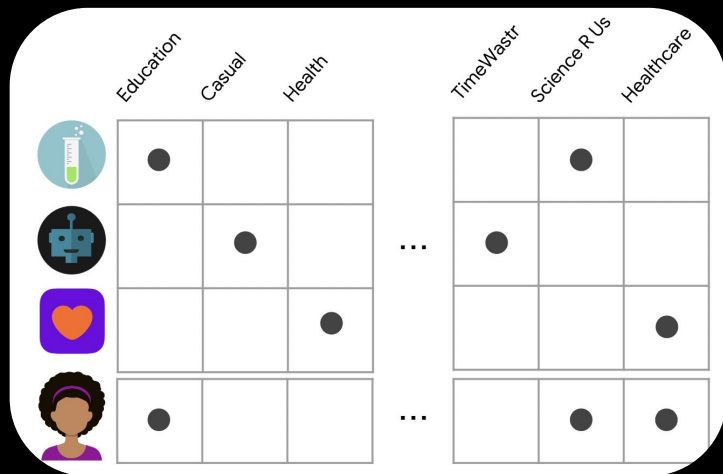 Education
Casual
Health
TimeWastr
Science R Us
Healthcare
...
...